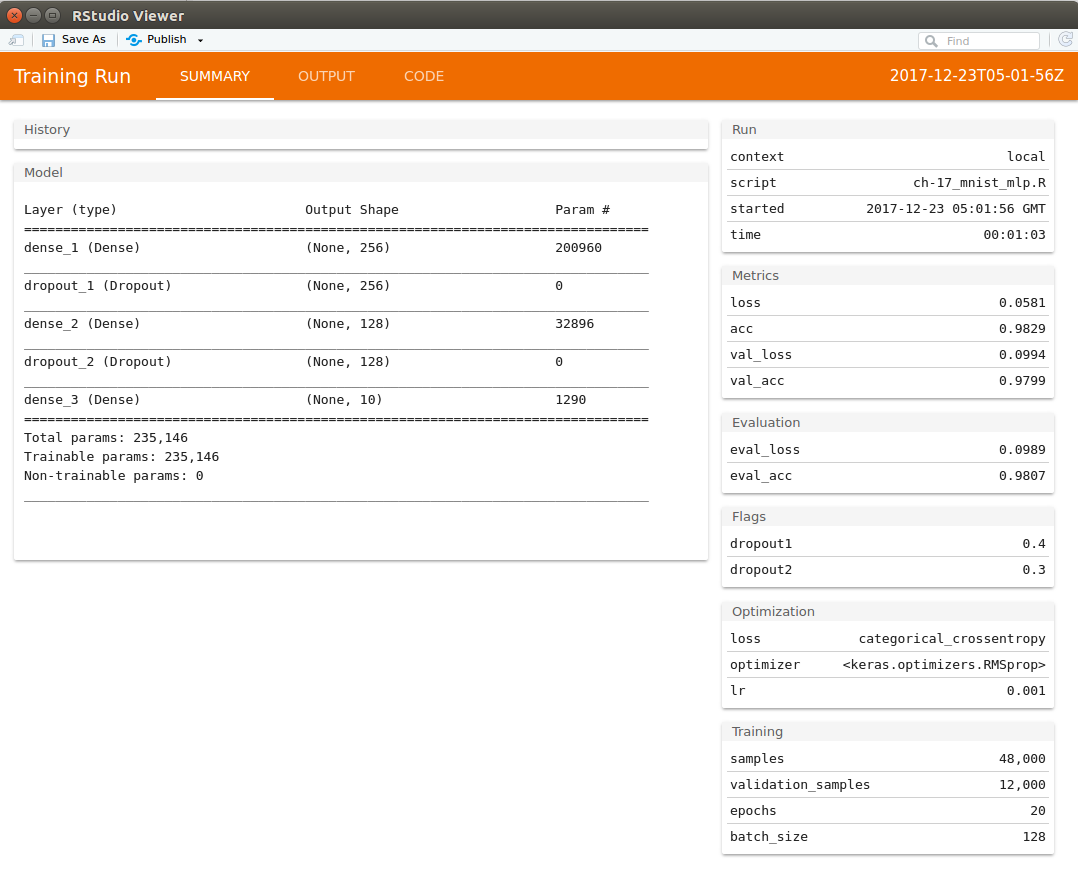 RStudio Viewer
Save As Publish Find
Training Run SUMMARY OUTPUT CODE 2017-12-23T05-01-56Z
History
Model
Layer (type) Output Shape Param #
================================================================================
dense_1 (Dense) (None, 256) 200960
________________________________________________________________________________
dropout_1 (Dropout) (None, 256) 0
________________________________________________________________________________
dense_2 (Dense) (None, 128) 32896
________________________________________________________________________________
dropout_2 (Dropout) (None, 128) 0
________________________________________________________________________________
dense_3 (Dense) (None, 10) 1290
================================================================================
Total params: 235,146
Trainable params: 235,146
Non-trainable params: 0
________________________________________________________________________________
Run
context local
script ch-17_mnist_mlp.R
started 2017-12-23 05:01:56 GMT
time 00:01:03
Metrics
loss 0.0581
acc 0.9829
val_loss 0.0994
val_acc 0.9799
Evaluation
eval_loss 0.0989
eval_acc 0.9807
Flags
dropout1 0.4
dropout2 0.3
Optimization
loss categorical_crossentropy
optimizer <keras.optimizers.RMSprop>
lr 0.001
Training
samples 48,000
validation_samples 12,000
epochs 20
batch_size 128